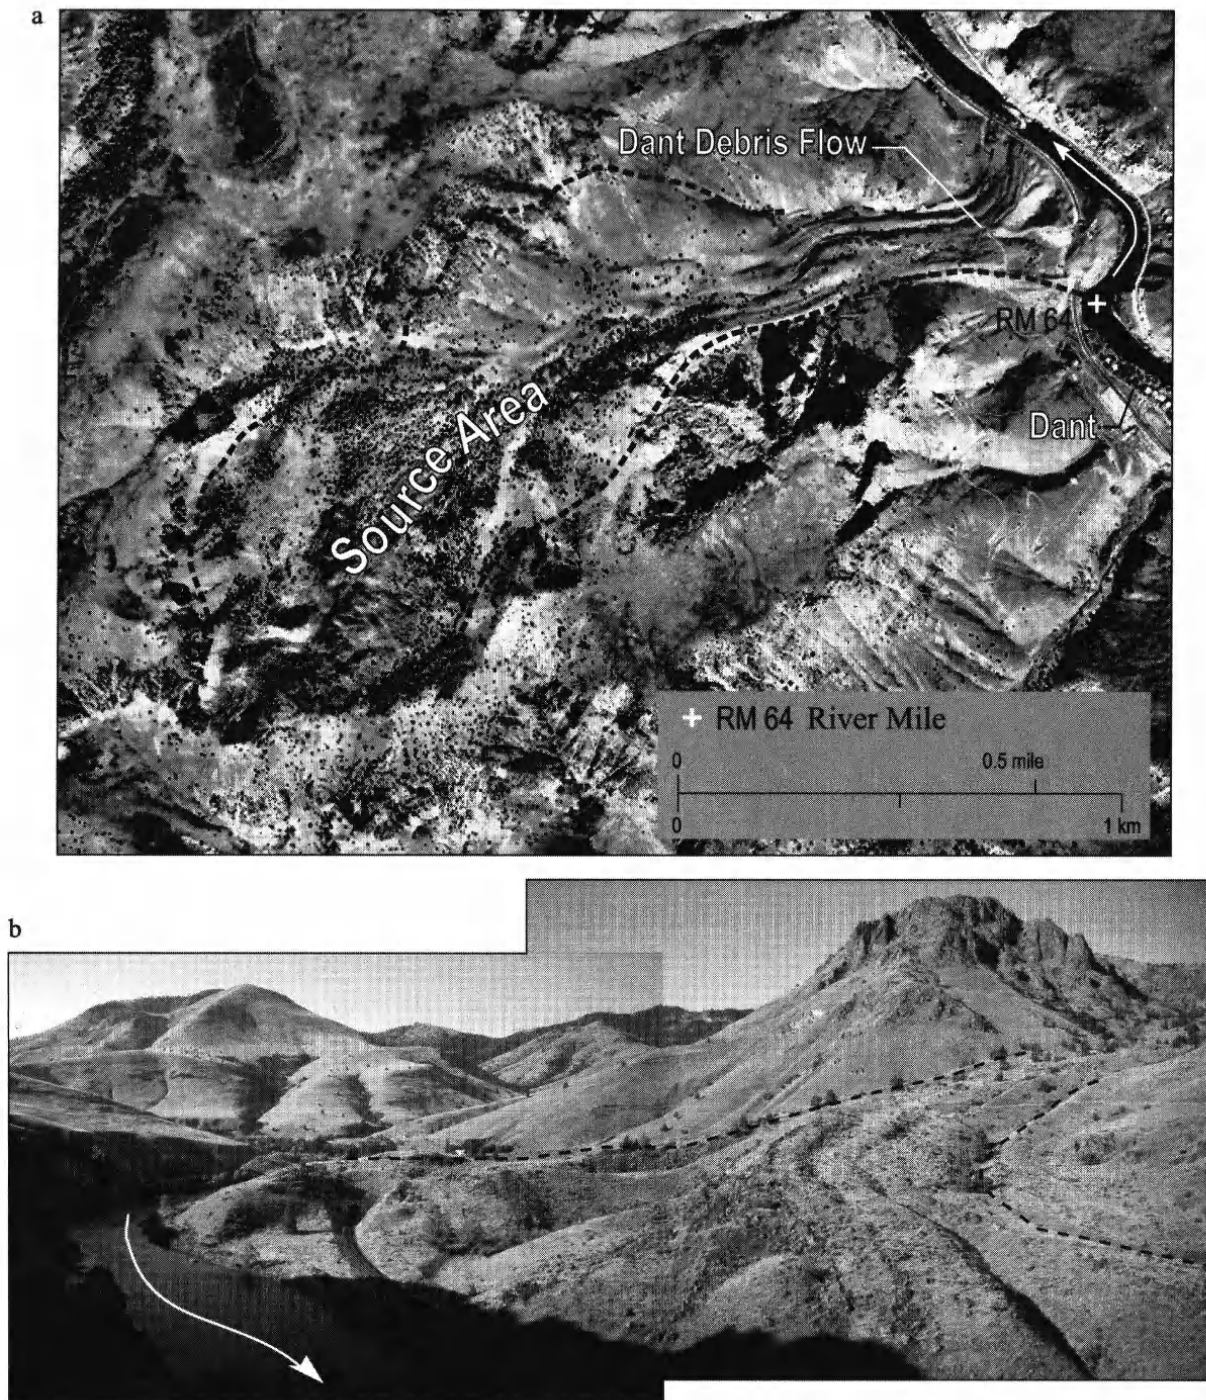 a
Dant Debris Flow
RM 64
Dant
Source Area
RM 64 River Mile
0 0.5 mile
0 1 km
b